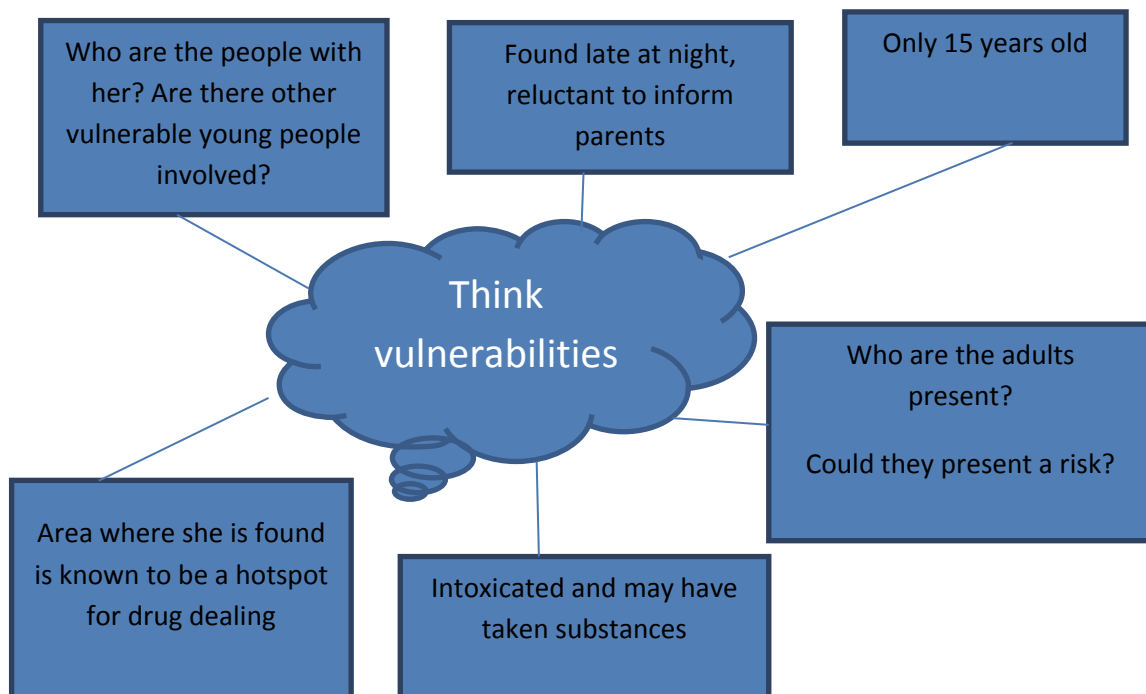 Who are the people with
her? Are there other
vulnerable young people
involved?
Found late at night,
reluctant to inform
parents
Only 15 years old
Think
vulnerabilities
Who are the adults
present?
Could they present a risk?
Area where she is found
is known to be a hotspot
for drug dealing
Intoxicated and may have
taken substances